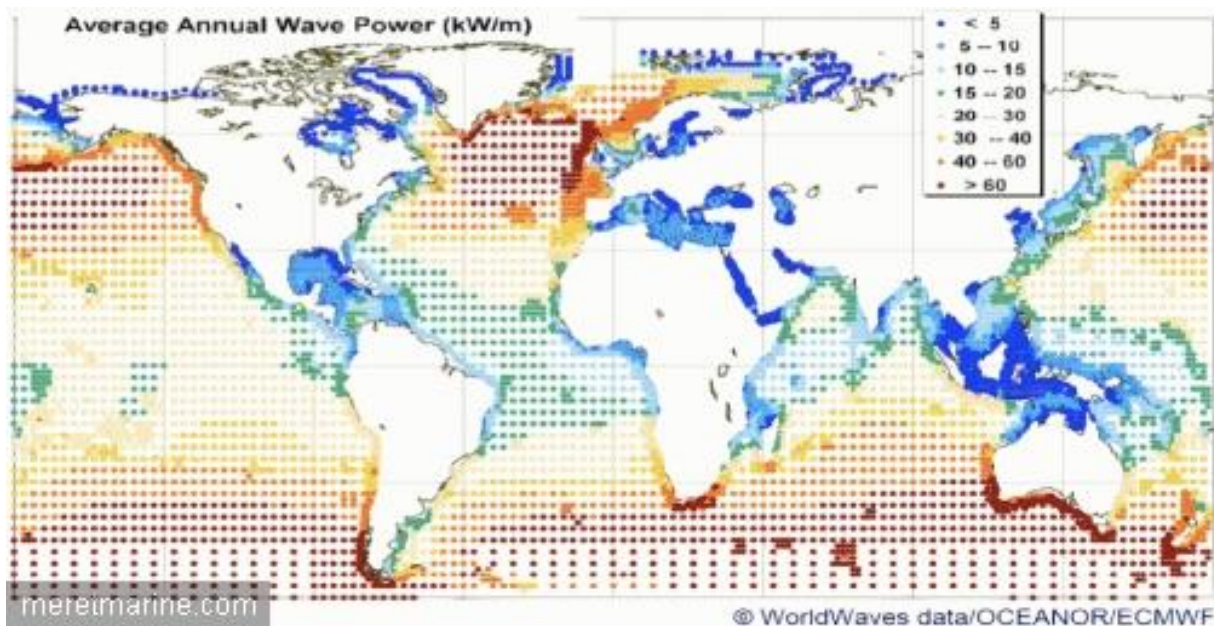 Average Annual Wave Power (kW/m)
< 5
5 -- 10
10 -- 15
15 -- 20
20 -- 30
30 -- 40
40 -- 60
> 60
meretmarine.com
© WorldWaves data/OCEANOR/ECMWF